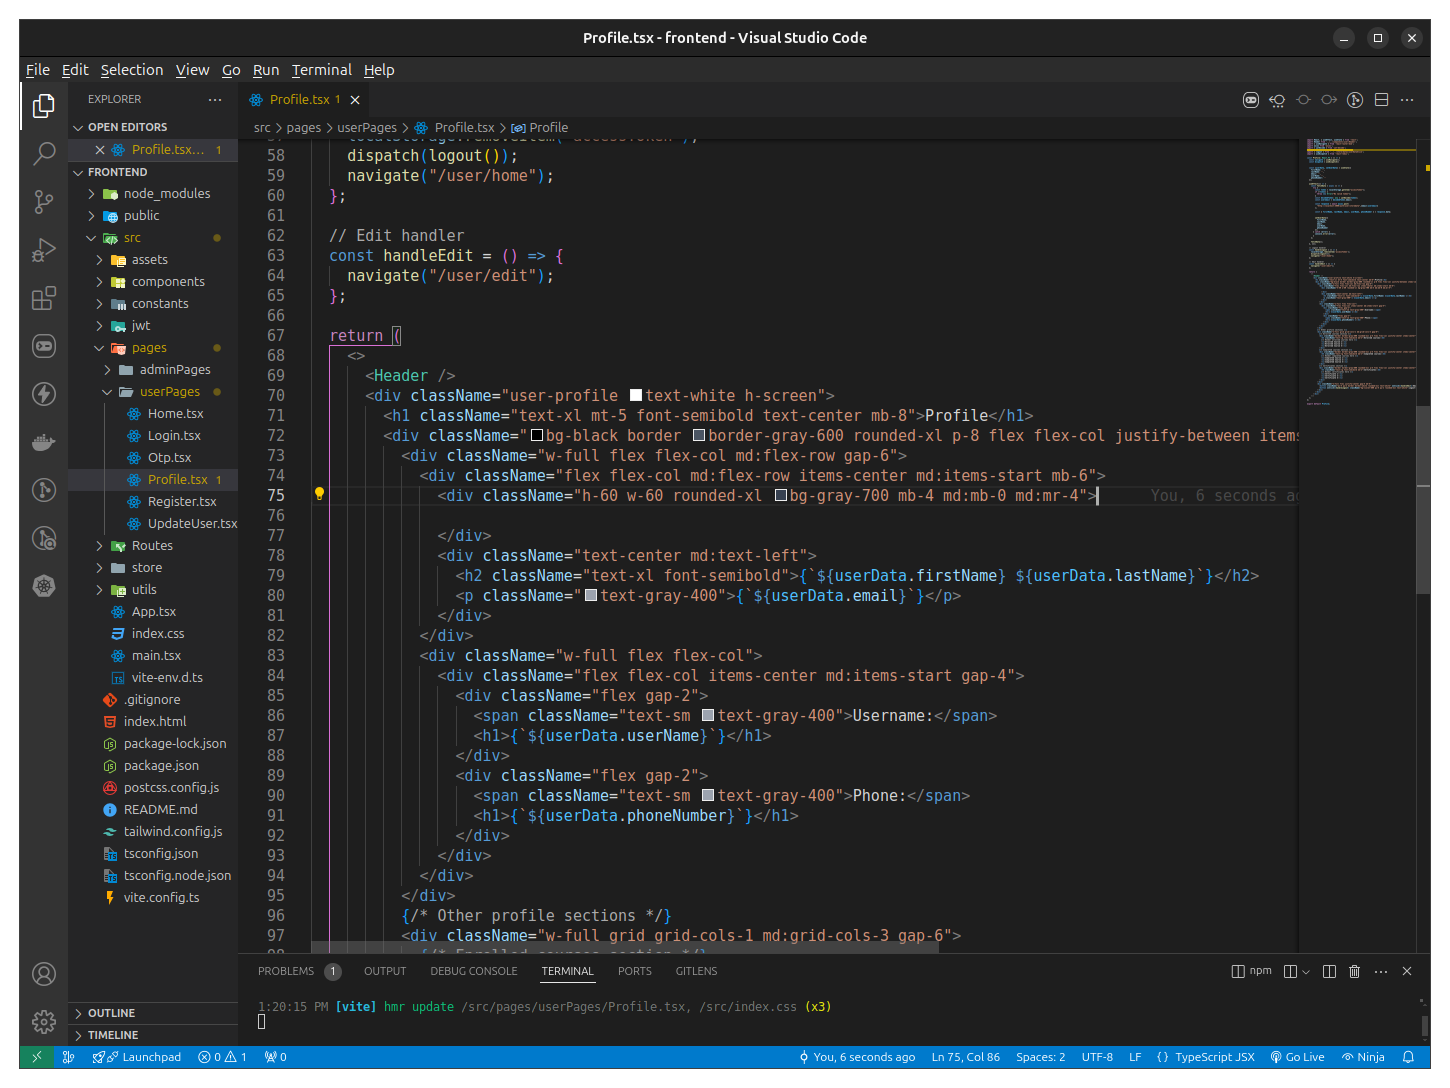 Profile.tsx - frontend - Visual Studio Code
File Edit Selection View Go Run Terminal Help
EXPLORER
OPEN EDITORS
Profile.tsx... 1
FRONTEND
node_modules
public
src
assets
components
constants
jwt
pages
adminPages
userPages
Home.tsx
Login.tsx
Otp.tsx
Profile.tsx 1
Register.tsx
UpdateUser.tsx
Routes
store
utils
App.tsx
index.css
main.tsx
vite-env.d.ts
.gitignore
index.html
package-lock.json
package.json
postcss.config.js
README.md
tailwind.config.js
tsconfig.json
tsconfig.node.json
vite.config.ts
OUTLINE
TIMELINE
Profile.tsx 1
src > pages > userPages > Profile.tsx > Profile
58 dispatch(logout());
59 navigate("/user/home");
60 };
61
62 // Edit handler
63 const handleEdit = () => {
64 navigate("/user/edit");
65 };
66
67 return (
68 <>
69 <Header />
70 <div className="user-profile text-white h-screen">
71 <h1 className="text-xl mt-5 font-semibold text-center mb-8">Profile</h1>
72 <div className="bg-black border border-gray-600 rounded-xl p-8 flex flex-col justify-between items
73 <div className="w-full flex flex-col md:flex-row gap-6">
74 <div className="flex flex-col md:flex-row items-center md:items-start mb-6">
75 <div className="h-60 w-60 rounded-xl bg-gray-700 mb-4 md:mb-0 md:mr-4"> You, 6 seconds
76
77 </div>
78 <div className="text-center md:text-left">
79 <h2 className="text-xl font-semibold">{`${userData.firstName} ${userData.lastName}`}</h2>
80 <p className="text-gray-400">{`${userData.email}`}</p>
81 </div>
82 </div>
83 <div className="w-full flex flex-col">
84 <div className="flex flex-col items-center md:items-start gap-4">
85 <div className="flex gap-2">
86 <span className="text-sm text-gray-400">Username:</span>
87 <h1>{`${userData.userName}`}</h1>
88 </div>
89 <div className="flex gap-2">
90 <span className="text-sm text-gray-400">Phone:</span>
91 <h1>{`${userData.phoneNumber}`}</h1>
92 </div>
93 </div>
94 </div>
95 </div>
96 {/* Other profile sections */}
97 <div className="w-full grid grid-cols-1 md:grid-cols-3 gap-6">
PROBLEMS 1 OUTPUT DEBUG CONSOLE TERMINAL PORTS GITLENS npm
1:20:15 PM [vite] hmr update /src/pages/userPages/Profile.tsx, /src/index.css (x3)
Launchpad 0 1 0 You, 6 seconds ago Ln 75, Col 86 Spaces: 2 UTF-8 LF {} TypeScript JSX Go Live Ninja